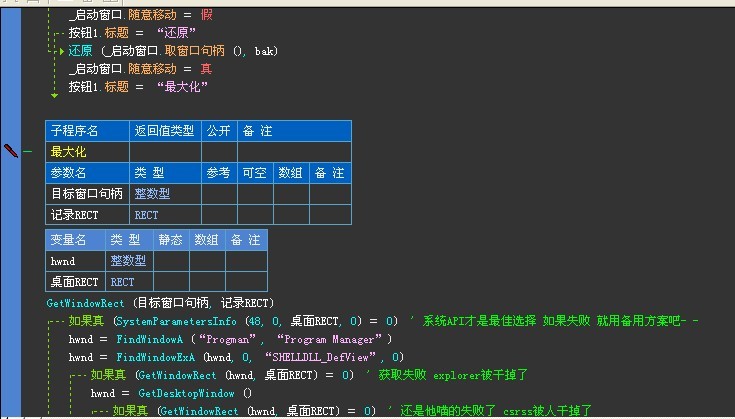 _启动窗口.随意移动 = 假
按钮1.标题 = “还原”
还原 (_启动窗口.取窗口句柄 (), bak)
_启动窗口.随意移动 = 真
按钮1.标题 = “最大化”
子程序名 返回值类型 公开 备 注
最大化
参数名 类 型 参考 可空 数组 备 注
目标窗口句柄 整数型
记录RECT RECT
变量名 类 型 静态 数组 备 注
hwnd 整数型
桌面RECT RECT
GetWindowRect (目标窗口句柄, 记录RECT)
如果真 (SystemParametersInfo (48, 0, 桌面RECT, 0) = 0) ' 系统API才是最佳选择 如果失败 就用备用方案吧- -
hwnd = FindWindowA (“Progman”, “Program Manager”)
hwnd = FindWindowExA (hwnd, 0, “SHELLDLL_DefView”, 0)
如果真 (GetWindowRect (hwnd, 桌面RECT) = 0) ' 获取失败 explorer被干掉了
hwnd = GetDesktopWindow ()
如果真 (GetWindowRect (hwnd, 桌面RECT) = 0) ' 还是他喵的失败了 csrss被人干掉了